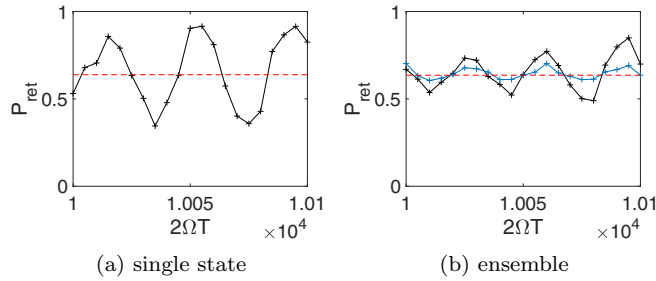 1
0.5
0
P_ret
1
1.005
1.01
2ΩT
×10^4
(a) single state
1
0.5
0
P_ret
1
1.005
1.01
2ΩT
×10^4
(b) ensemble